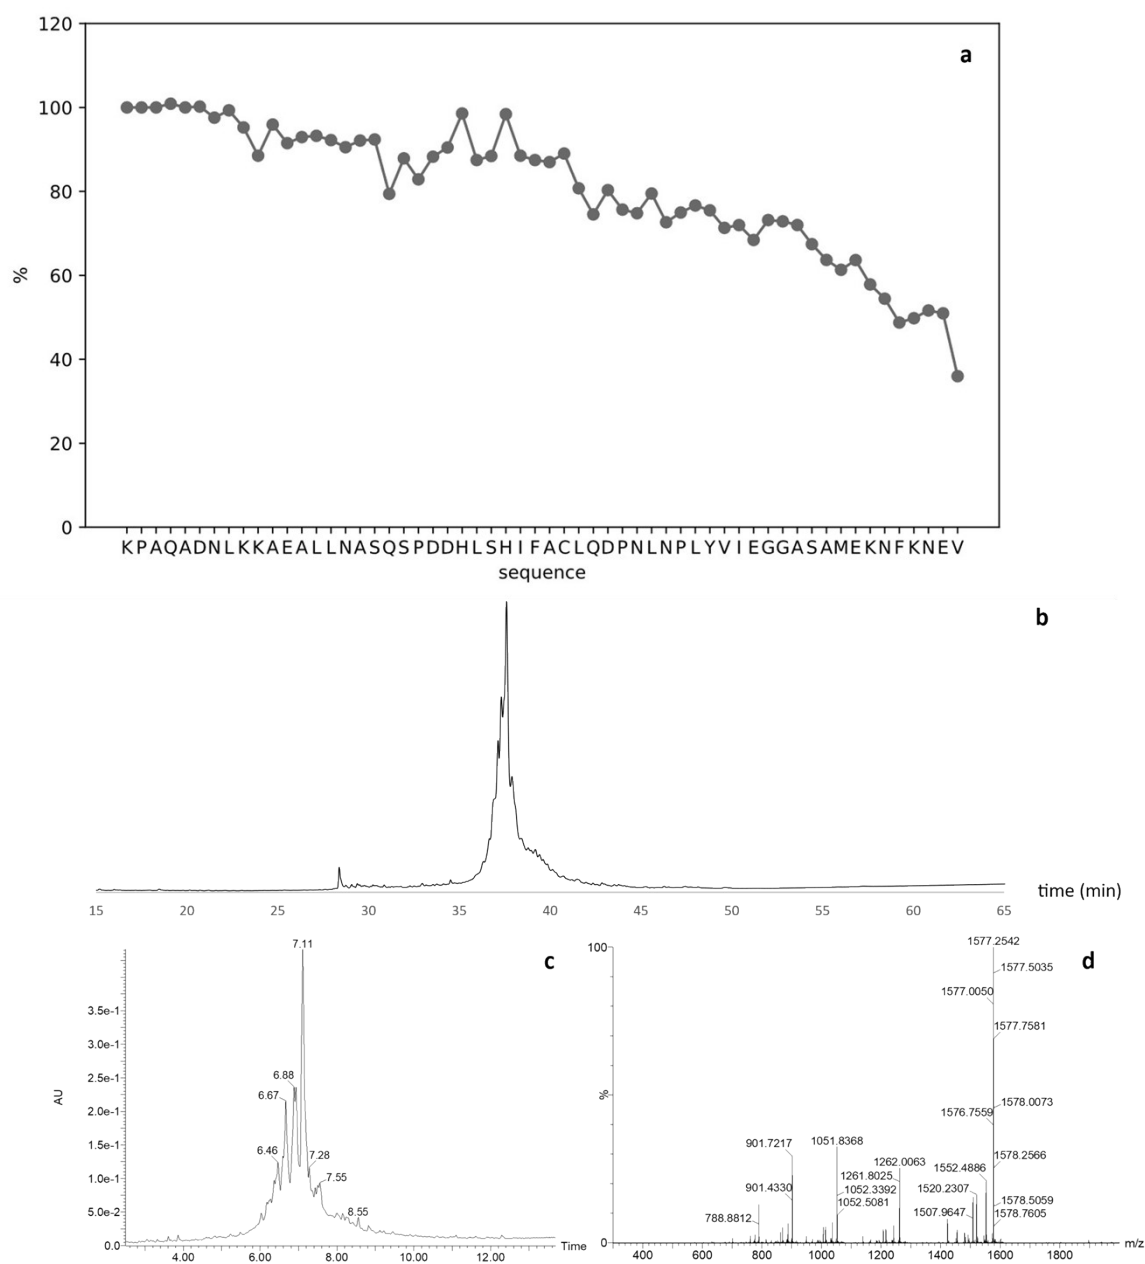 120
a
100
80
%
60
40
20
0
K P A Q A D N L K K A E A L L N A S Q S P D D H L S H I F A C L Q D P N L N P L Y V I E G G A S A M E K N F K N E V
sequence
b
time (min)
15 20 25 30 35 40 45 50 55 60 65
7.11
c
3.5e-1
3.0e-1
2.5e-1
6.88
AU
6.67
2.0e-1
1.5e-1
6.46
7.28
1.0e-1
7.55
5.0e-2
8.55
0.0
Time
4.00 6.00 8.00 10.00 12.00
1577.2542
100
d
1577.5035
1577.0050
1577.7581
%
1578.0073
1576.7559
901.7217
1051.8368
1578.2566
1262.0063
1552.4886
1261.8025
901.4330
1052.3392
1520.2307
1578.5059
1052.5081
788.8812
1507.9647
1578.7605
0
m/z
400 600 800 1000 1200 1400 1600 1800